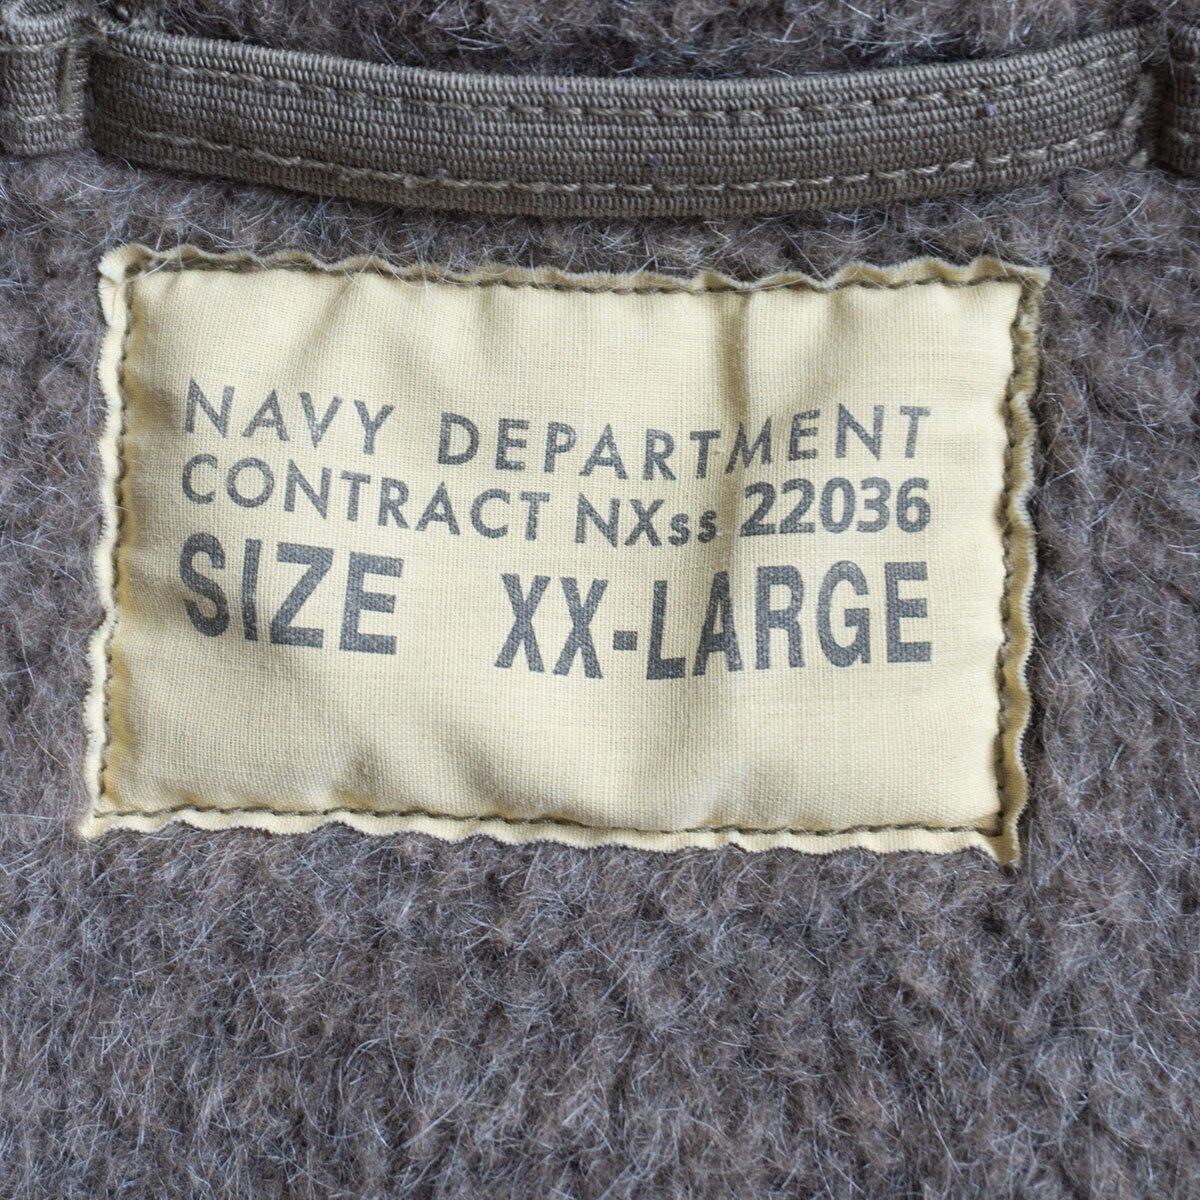 NAVY DEPARTMENT
CONTRACT NXss 22036
SIZE XX-LARGE